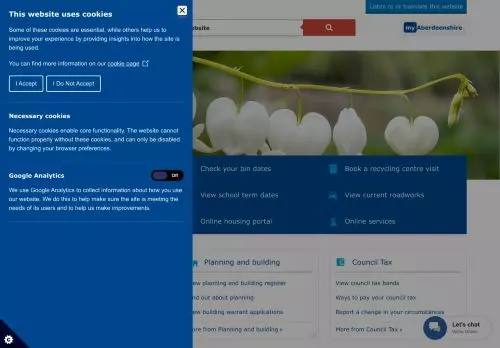 This website uses cookies
Some of these cookies are essential, while others help us
to improve your experience by providing insights into how the site is
being used.
You can find more information on our cookie page
I Accept
I Do Not Accept
Necessary cookies
Necessary cookies enable core functionality. The website cannot
function properly without these cookies, and can only be disabled
by changing your browser preferences.
Google Analytics
Off
We use Google Analytics to collect information about how you use
our website. We do this to help make sure the site is meeting the
needs of its users and to help us make improvements.
Listen to or translate this website
website
myAberdeenshire
Check your bin dates
Book a recycling centre visit
View school term dates
View current roadworks
Online housing portal
Online services
Planning and building
Council Tax
view planning and building register
View council tax bands
out about planning
Ways to pay your council tax
new building warrant applications
Report a change in your circumstances
from Planning and building ›
More from Council Tax ›
Let's chat